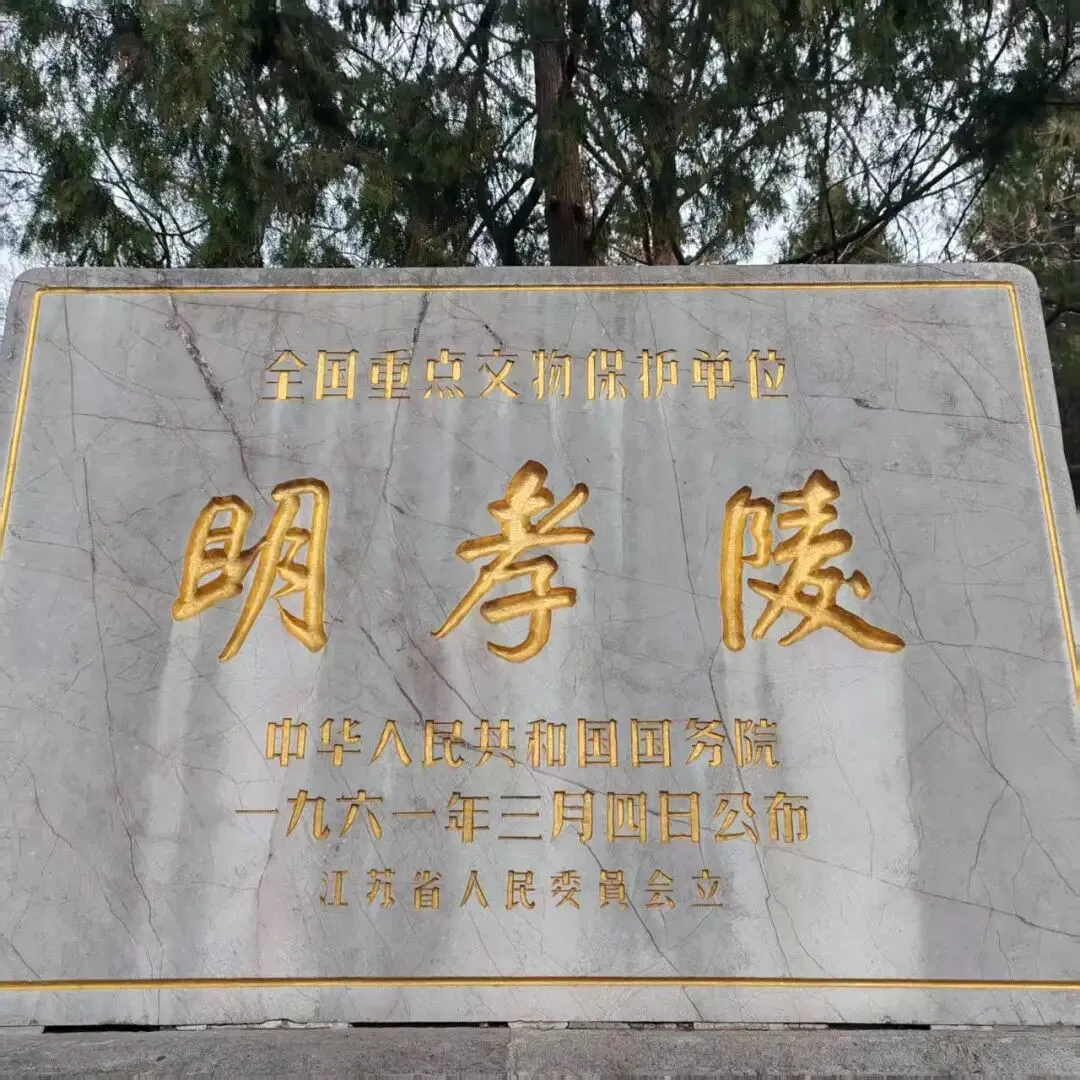 全国重点文物保护单位
明孝陵
中华人民共和国国务院
一九六一年三月四日公布
江苏省人民委員会立